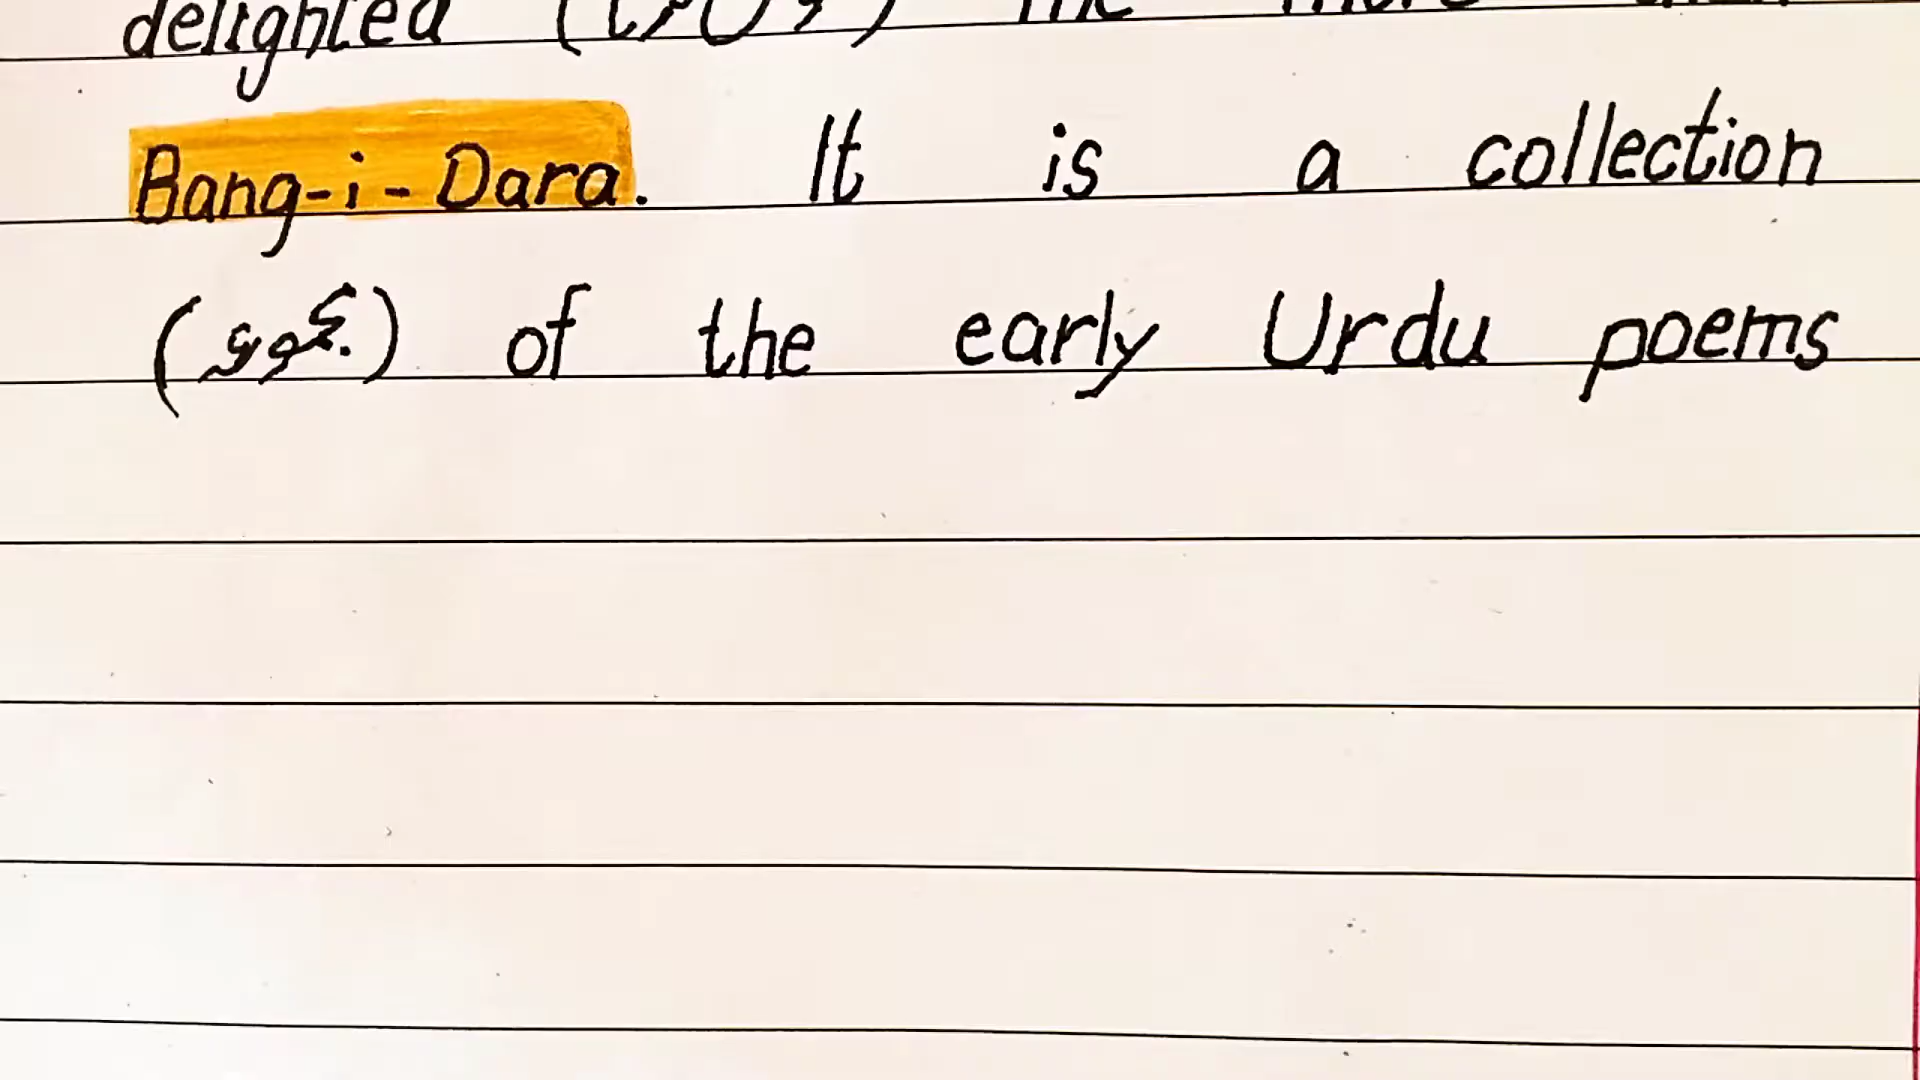 delighted
Bang-i-Dara. It is a collection
(مجموعہ) of the early Urdu poems